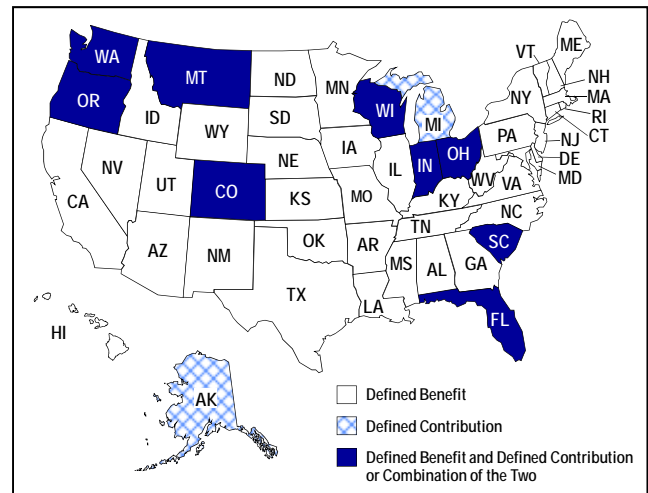 WA
MT
ND
MN
VT
ME
OR
ID
WY
SD
WI
MI
NY
NH
MA
RI
CT
NV
UT
CO
NE
IA
IL
IN
OH
PA
NJ
DE
MD
CA
KS
MO
KY
WV
VA
AZ
NM
OK
AR
TN
NC
SC
TX
LA
MS
AL
GA
FL
HI
AK
Defined Benefit
Defined Contribution
Defined Benefit and Defined Contribution
or Combination of the Two